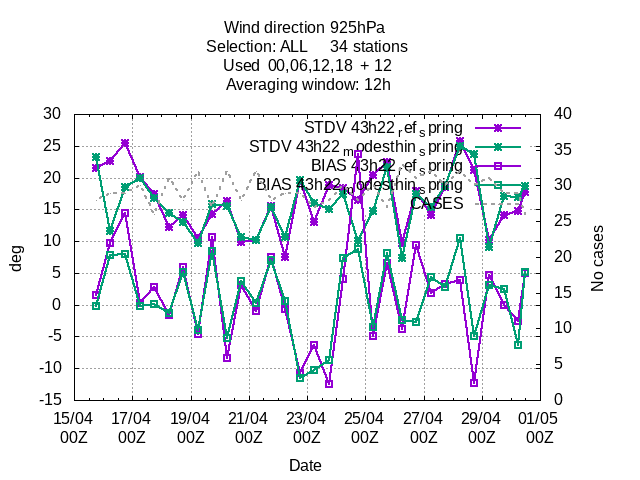 Wind direction 925hPa
Selection: ALL 34 stations
Used 00,06,12,18 + 12
Averaging window: 12h
STDV 43h22_ref_spring
STDV 43h22_modesthin_spring
BIAS 43h22_ref_spring
BIAS 43h22_modesthin_spring
CASES
deg
30
25
20
15
10
5
0
-5
-10
-15
No cases
40
35
30
25
20
15
10
5
0
15/04 17/04 19/04 21/04 23/04 25/04 27/04 29/04 01/05
00Z 00Z 00Z 00Z 00Z 00Z 00Z 00Z 00Z
Date